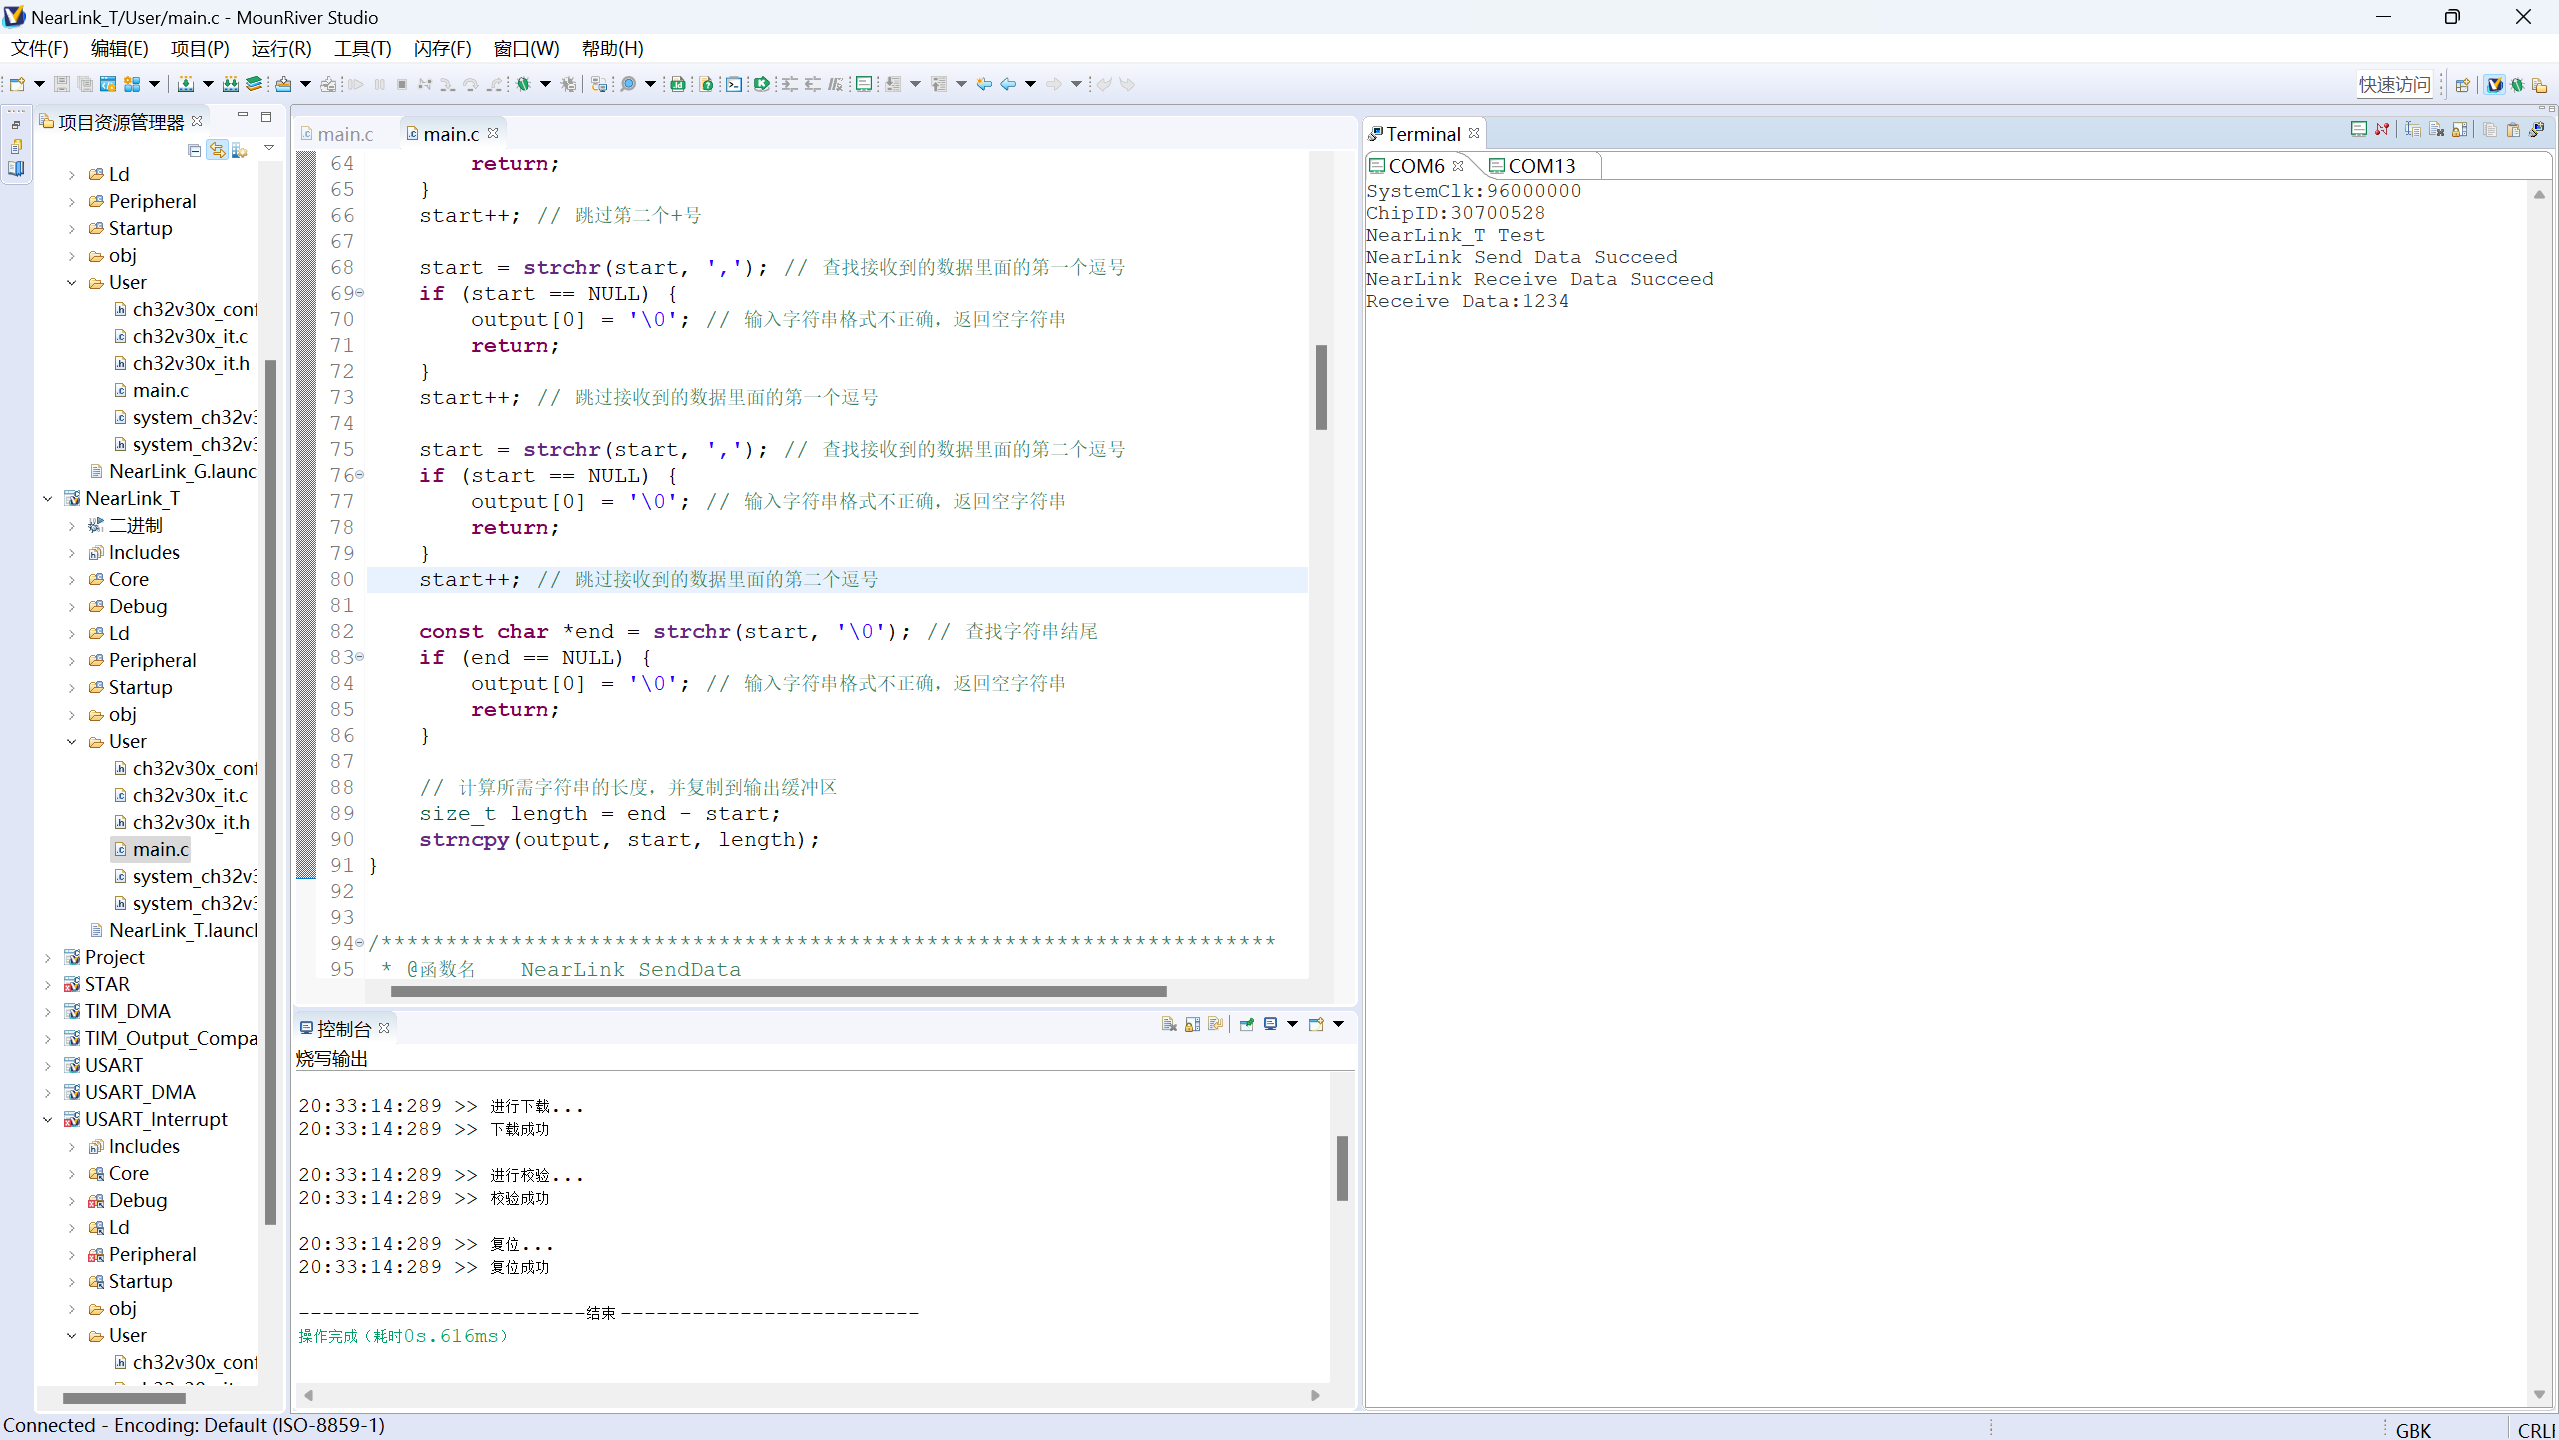 NearLink_T/User/main.c - MounRiver Studio
文件(F) 编辑(E) 项目(P) 运行(R) 工具(T) 闪存(F) 窗口(W) 帮助(H)
快速访问
项目资源管理器
Ld
Peripheral
Startup
obj
User
ch32v30x_conf
ch32v30x_it.c
ch32v30x_it.h
main.c
system_ch32v3
system_ch32v3
NearLink_G.launc
NearLink_T
二进制
Includes
Core
Debug
Ld
Peripheral
Startup
obj
User
ch32v30x_conf
ch32v30x_it.c
ch32v30x_it.h
main.c
system_ch32v3
system_ch32v3
NearLink_T.launch
Project
STAR
TIM_DMA
TIM_Output_Compa
USART
USART_DMA
USART_Interrupt
Includes
Core
Debug
Ld
Peripheral
Startup
obj
User
ch32v30x_conf
main.c main.c
64 return;
65 }
66 start++; // 跳过第二个+号
67
68 start = strchr(start, ','); // 查找接收到的数据里面的第一个逗号
69 if (start == NULL) {
70 output[0] = '\0'; // 输入字符串格式不正确，返回空字符串
71 return;
72 }
73 start++; // 跳过接收到的数据里面的第一个逗号
74
75 start = strchr(start, ','); // 查找接收到的数据里面的第二个逗号
76 if (start == NULL) {
77 output[0] = '\0'; // 输入字符串格式不正确，返回空字符串
78 return;
79 }
80 start++; // 跳过接收到的数据里面的第二个逗号
81
82 const char *end = strchr(start, '\0'); // 查找字符串结尾
83 if (end == NULL) {
84 output[0] = '\0'; // 输入字符串格式不正确，返回空字符串
85 return;
86 }
87
88 // 计算所需字符串的长度，并复制到输出缓冲区
89 size_t length = end - start;
90 strncpy(output, start, length);
91 }
92
93
94 /*********************************************************************
95 * @函数名 NearLink_SendData
控制台
烧写输出
20:33:14:289 >> 进行下载...
20:33:14:289 >> 下载成功
20:33:14:289 >> 进行校验...
20:33:14:289 >> 校验成功
20:33:14:289 >> 复位...
20:33:14:289 >> 复位成功
------------------------结束-------------------------
操作完成（耗时0s.616ms）
Terminal
COM6 COM13
SystemClk:96000000
ChipID:30700528
NearLink_T Test
NearLink Send Data Succeed
NearLink Receive Data Succeed
Receive Data:1234
Connected - Encoding: Default (ISO-8859-1)
GBK
CRLF